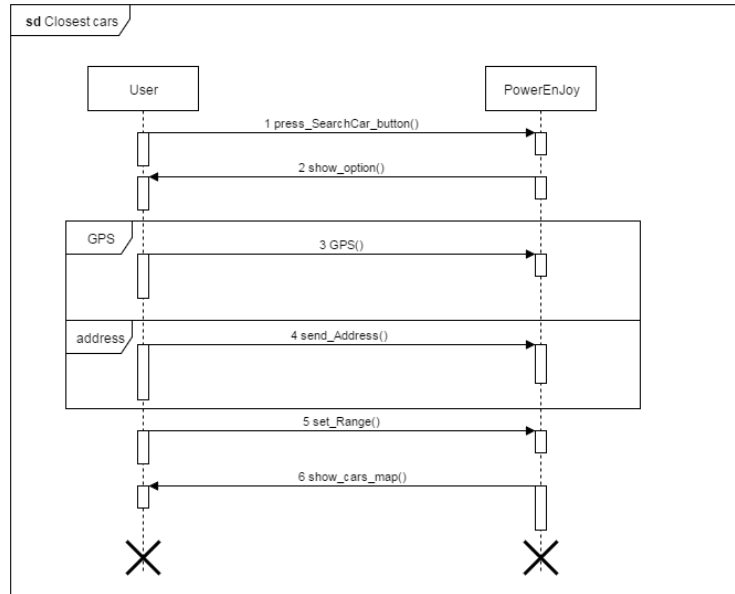 sd Closest cars
User
PowerEnJoy
1 press_SearchCar_button()
2 show_option()
GPS
3 GPS()
address
4 send_Address()
5 set_Range()
6 show_cars_map()